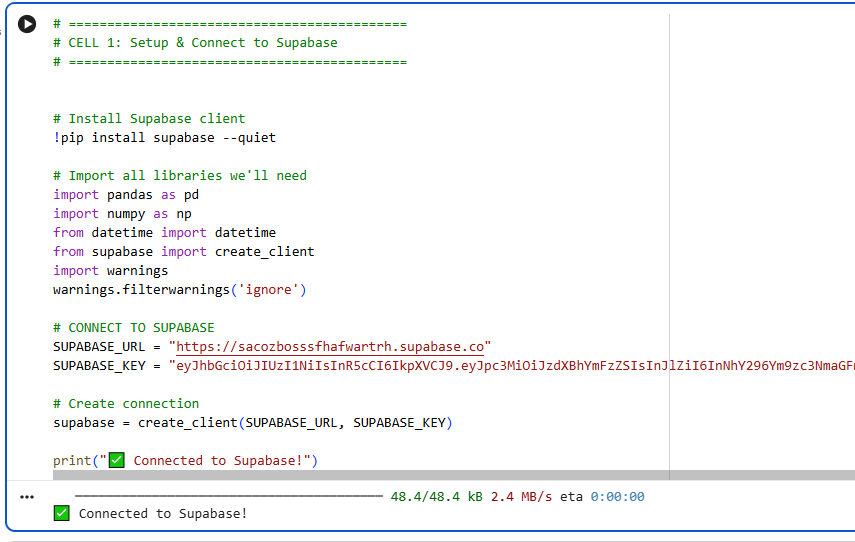 # ============================================
# CELL 1: Setup & Connect to Supabase
# ============================================
# Install Supabase client
!pip install supabase --quiet
# Import all libraries we'll need
import pandas as pd
import numpy as np
from datetime import datetime
from supabase import create_client
import warnings
warnings.filterwarnings('ignore')
# CONNECT TO SUPABASE
SUPABASE_URL = "https://sacozbosssfhafwartrh.supabase.co"
SUPABASE_KEY = "eyJhbGciOiJIUzI1NiIsInR5cCI6IkpXVCJ9.eyJpc3MiOiJzdXBhYmFzZSIsInJlZiI6InNhY296Ym9zc3NmaGFm
# Create connection
supabase = create_client(SUPABASE_URL, SUPABASE_KEY)
print("✅ Connected to Supabase!")
48.4/48.4 kB 2.4 MB/s eta 0:00:00
✅ Connected to Supabase!